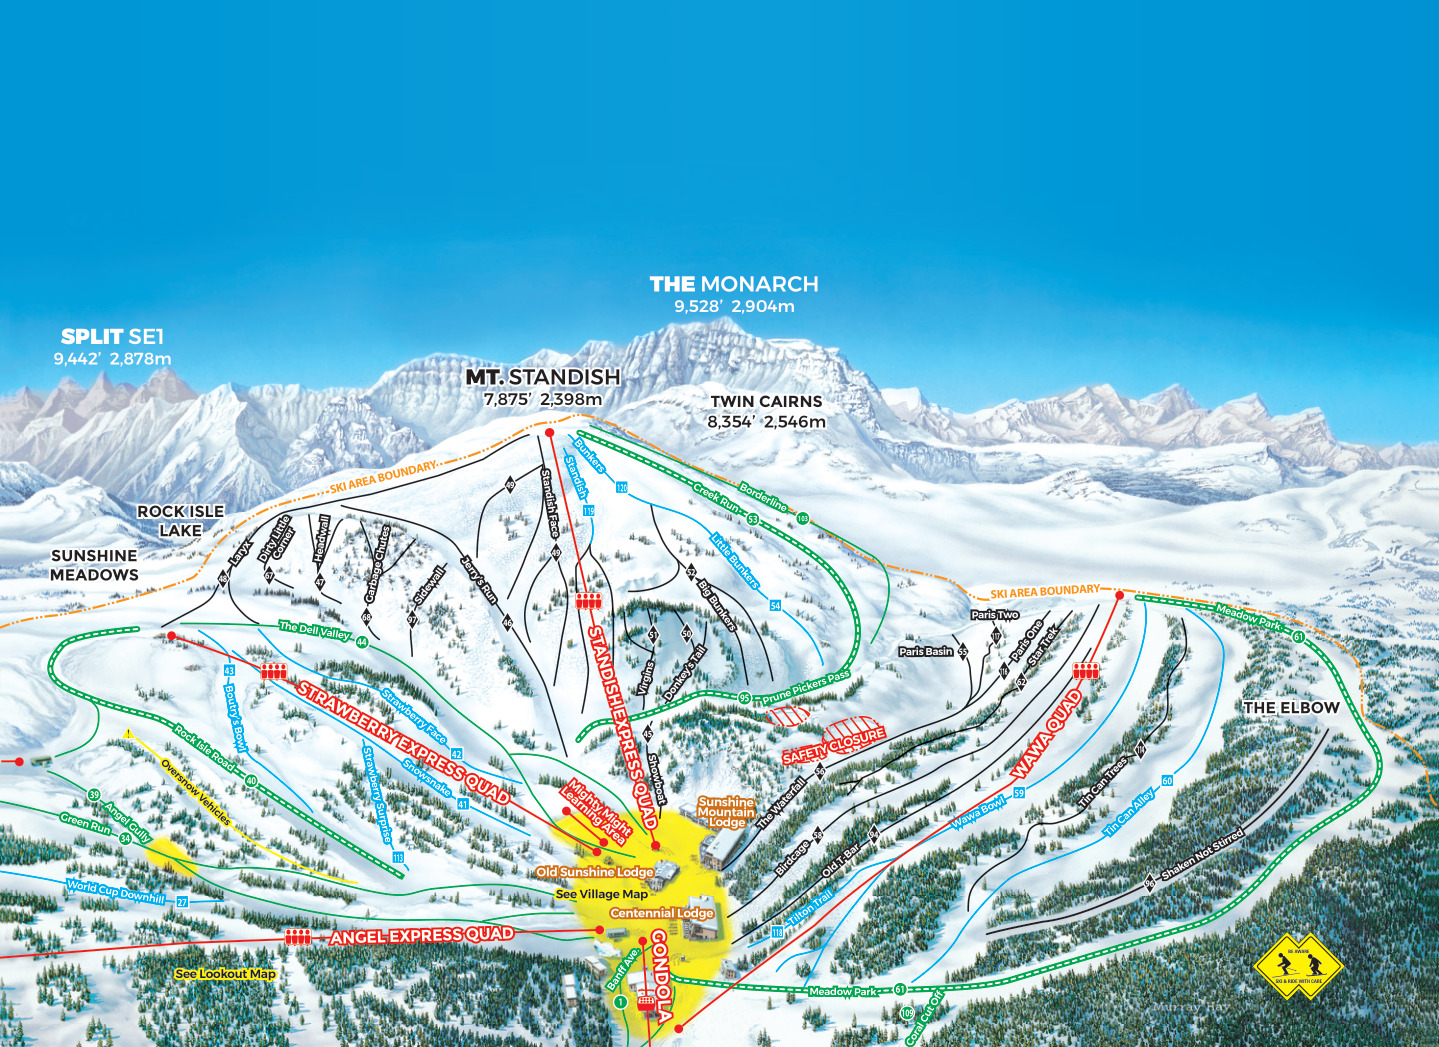 THE MONARCH
9,528' 2,904m
SPLIT SE1
9,442' 2,878m
MT. STANDISH
7,875' 2,398m
TWIN CAIRNS
8,354' 2,546m
SKI AREA BOUNDARY
ROCK ISLE
LAKE
SUNSHINE
MEADOWS
Bunkers
120
Standish
119
Standish Face
49
49
Creek Run
53
Borderline
103
Little Bunkers
54
Laryx
48
Dirty Little
Corner
67
Headwall
47
Garbage Chutes
68
Sidewall
97
Jerry's Run
46
52
Big Bunkers
51
Virgins
50
Donkey's Tail
45
Showboat
95
Prune Pickers Pass
STANDISH EXPRESS QUAD
SKI AREA BOUNDARY
Paris Two
117
Paris Basin
55
Paris One
116
Star Trek
62
WAWA QUAD
Meadow Park
61
THE ELBOW
The Dell Valley
44
43
Boutry's Bowl
STRAWBERRY EXPRESS QUAD
Strawberry Face
42
Snowsnake
41
Strawberry Surprise
113
Rock Isle Road
40
Oversnow Vehicles
39
Angel Gully
Green Run
34
World Cup Downhill
27
SAFETY CLOSURE
Mighty Might
Learning Area
Sunshine
Mountain
Lodge
56
The Waterfall
Birdcage
58
Old T-Bar
94
Wawa Bowl
59
Tin Can Trees
114
Tin Can Alley
60
Shaken Not Stirred
96
Tilton Trail
118
Old Sunshine Lodge
See Village Map
Centennial Lodge
ANGEL EXPRESS QUAD
See Lookout Map
GONDOLA
Banff Ave.
1
Meadow Park
61
109
Coral Cut Off
BE AWARE
SKI & RIDE WITH CARE